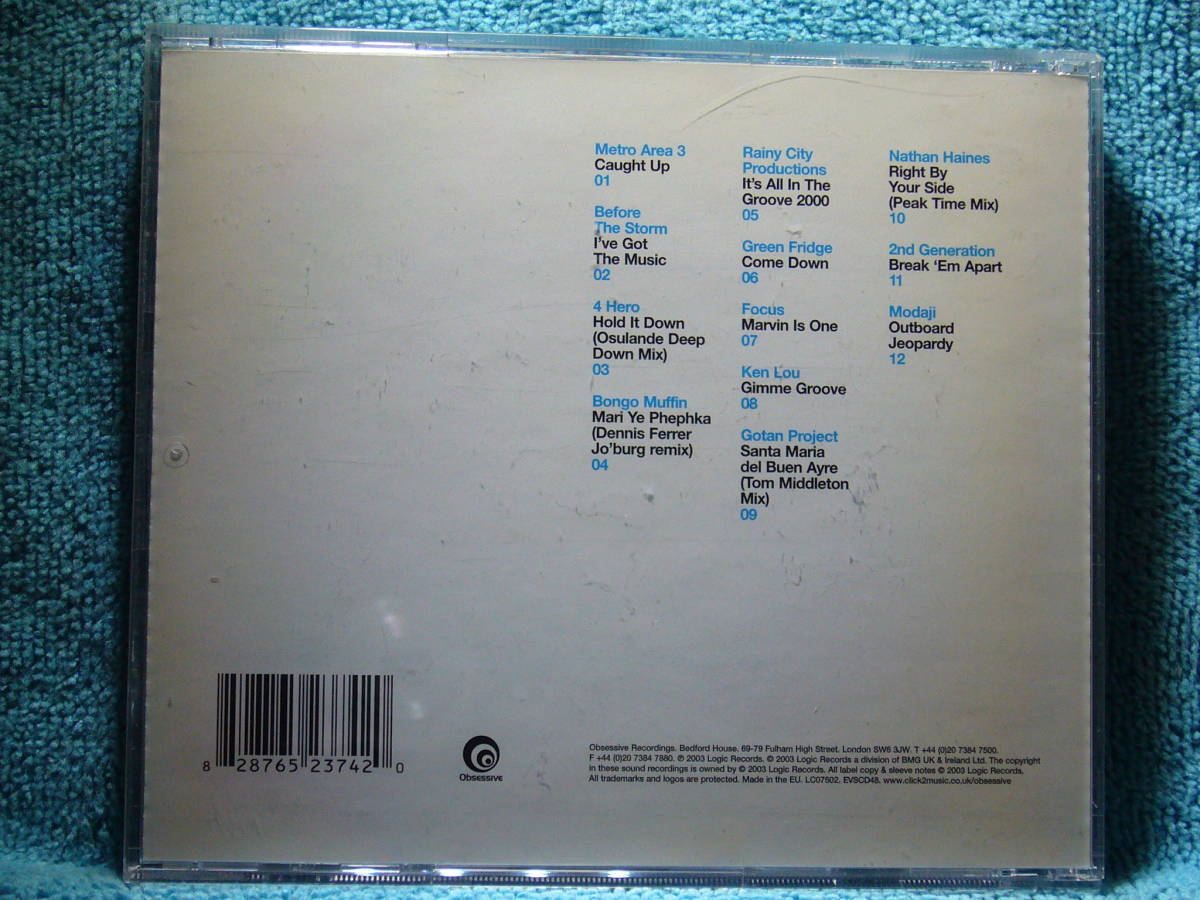 Metro Area 3
Caught Up
01
Before
The Storm
I've Got
The Music
02
4 Hero
Hold It Down
(Osulande Deep
Down Mix)
03
Bongo Muffin
Mari Ye Phephka
(Dennis Ferrer
Jo'burg remix)
04
Rainy City
Productions
It's All In The
Groove 2000
05
Green Fridge
Come Down
06
Focus
Marvin Is One
07
Ken Lou
Gimme Groove
08
Gotan Project
Santa Maria
del Buen Ayre
(Tom Middleton
Mix)
09
Nathan Haines
Right By
Your Side
(Peak Time Mix)
10
2nd Generation
Break 'Em Apart
11
Modaji
Outboard
Jeopardy
12
8 28765 23742 0
Obsessive
Obsessive Recordings. Bedford House. 69-79 Fulham High Street. London SW6 3JW. T +44 (0)20 7384 7500.
F +44 (0)20 7384 7880. ℗ 2003 Logic Records. © 2003 Logic Records a division of BMG UK & Ireland Ltd. The copyright
in these sound recordings is owned by © 2003 Logic Records. All label copy & sleeve notes © 2003 Logic Records.
All trademarks and logos are protected. Made in the EU. LC07602. EVSCD48. www.click2music.co.uk/obsessive